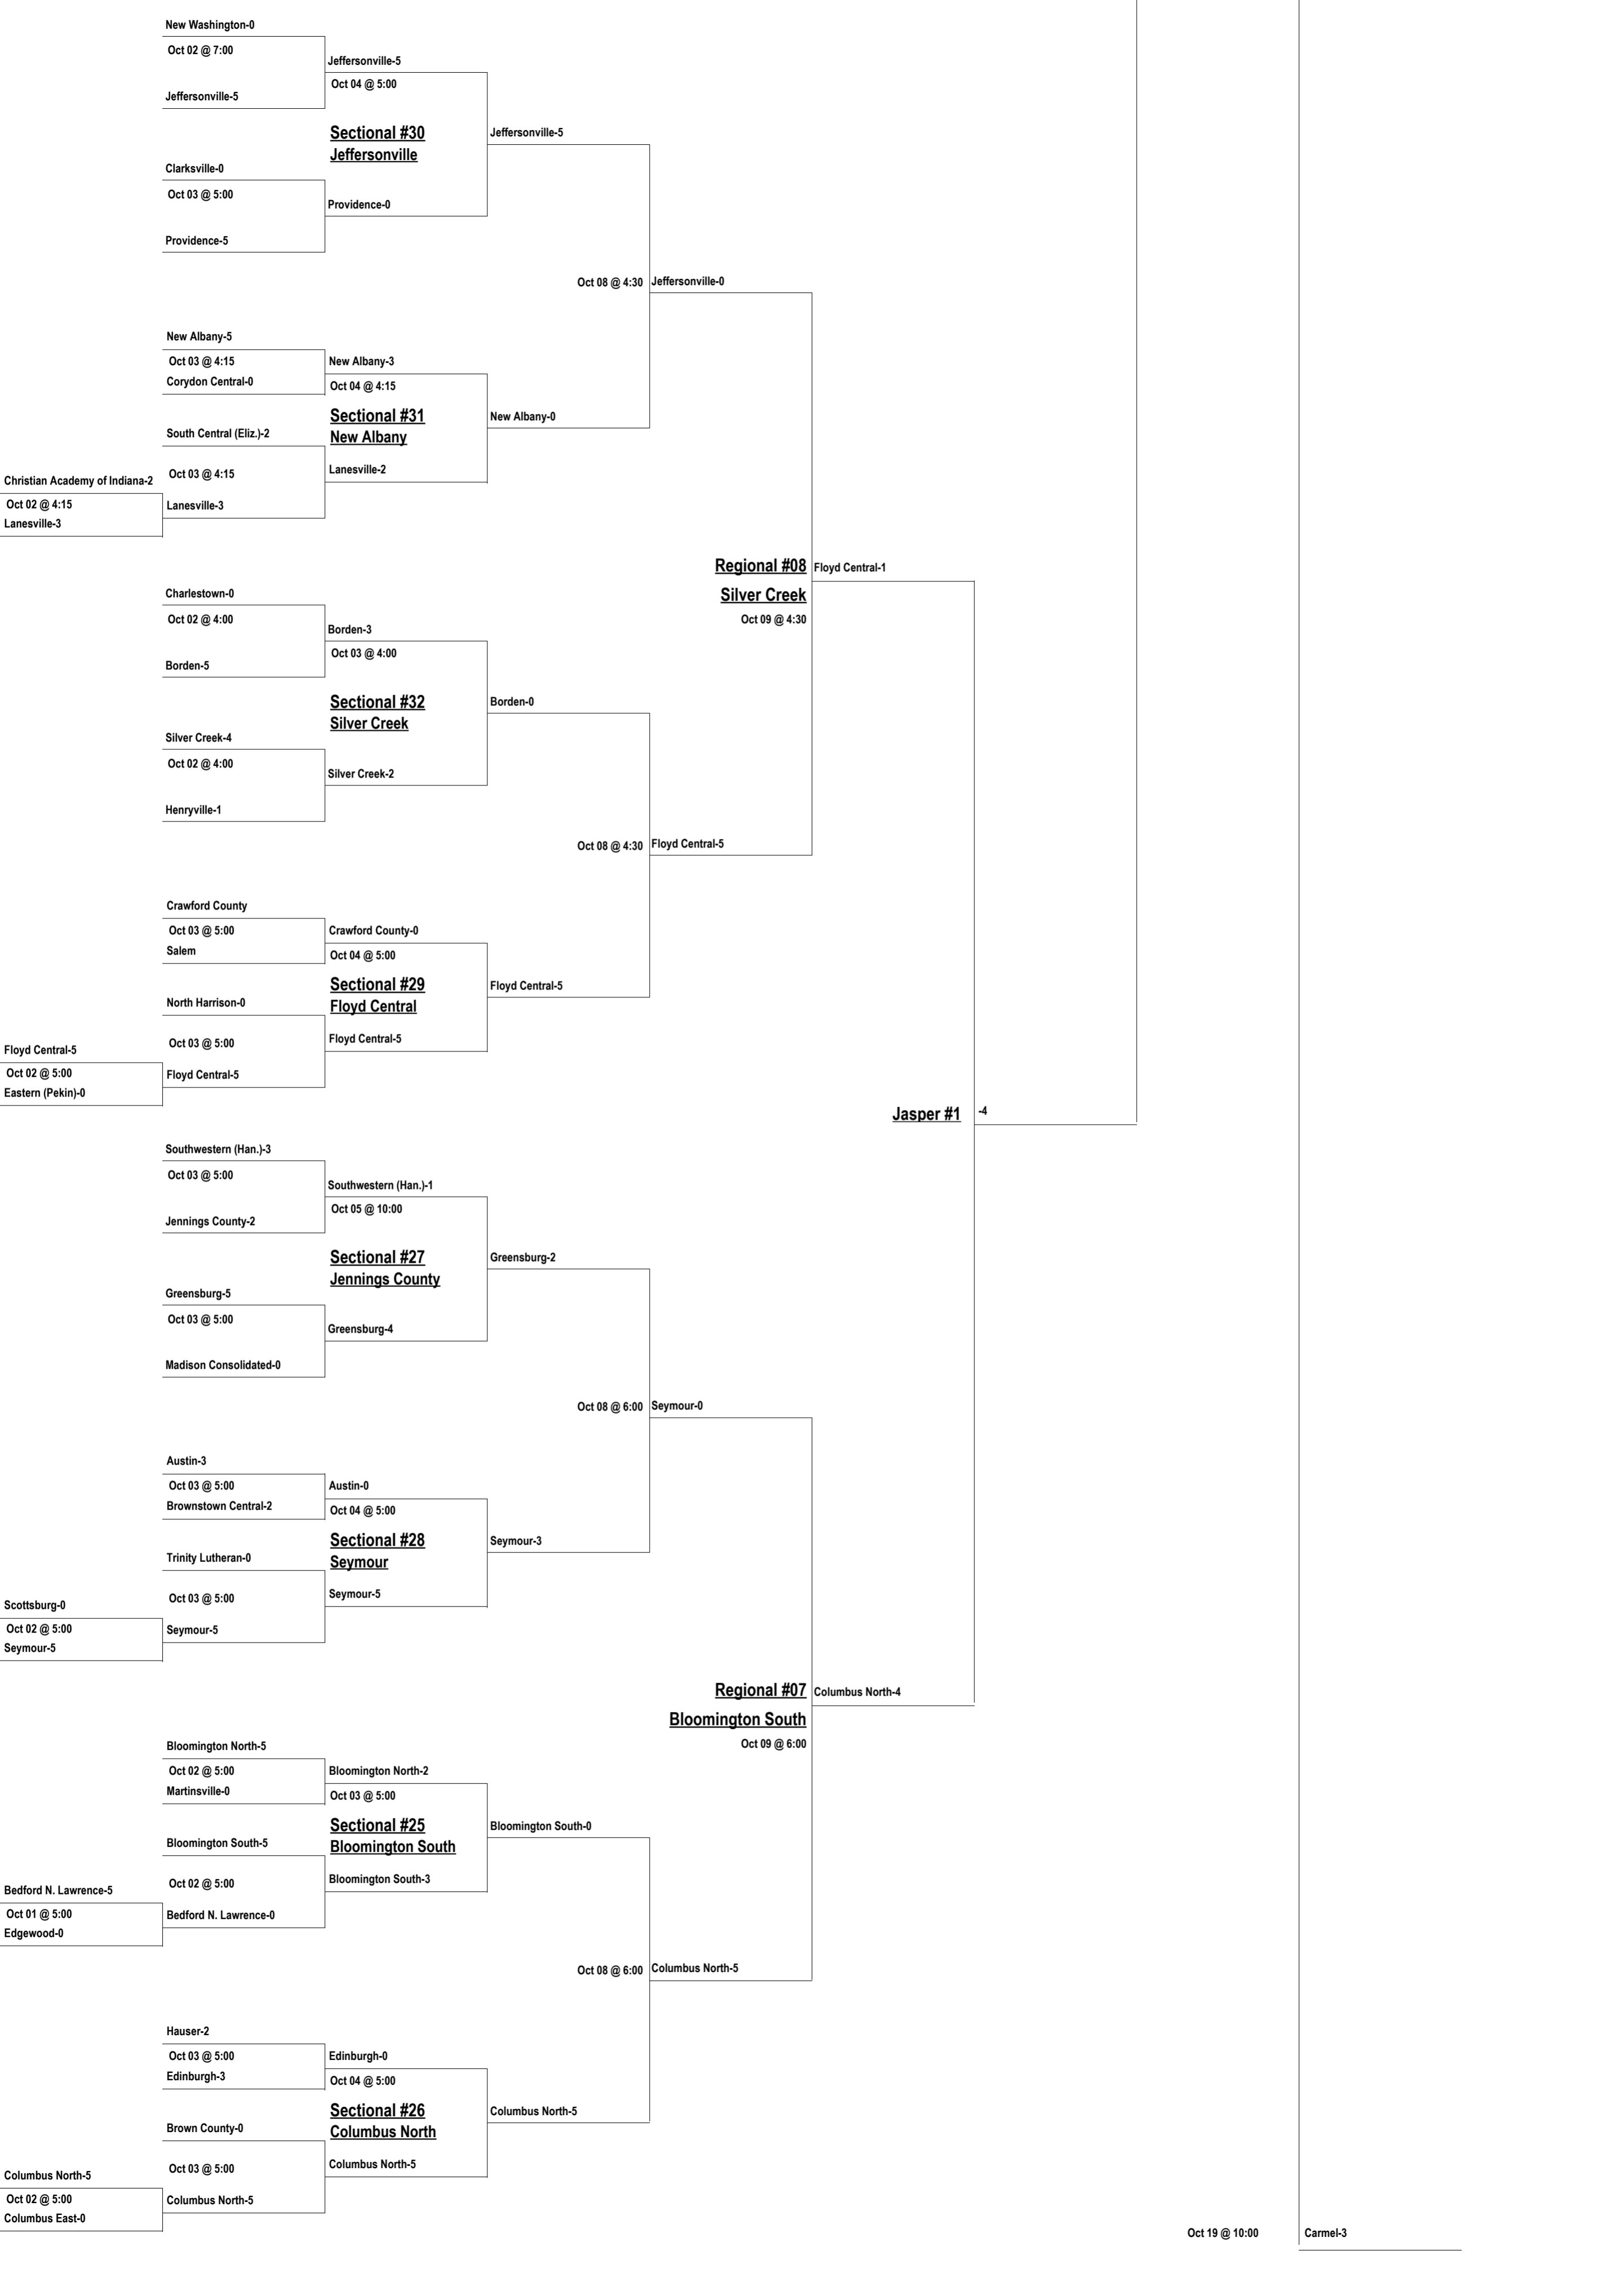 New Washington-0
Oct 02 @ 7:00
Jeffersonville-5
Jeffersonville-5
Oct 04 @ 5:00
Sectional #30
Jeffersonville
Jeffersonville-5
Clarksville-0
Oct 03 @ 5:00
Providence-0
Providence-5
Oct 08 @ 4:30
Jeffersonville-0
New Albany-5
Oct 03 @ 4:15
Corydon Central-0
New Albany-3
Oct 04 @ 4:15
Sectional #31
New Albany
New Albany-0
South Central (Eliz.)-2
Oct 03 @ 4:15
Lanesville-2
Christian Academy of Indiana-2
Oct 02 @ 4:15
Lanesville-3
Lanesville-3
Regional #08
Silver Creek
Oct 09 @ 4:30
Floyd Central-1
Charlestown-0
Oct 02 @ 4:00
Borden-5
Borden-3
Oct 03 @ 4:00
Sectional #32
Silver Creek
Borden-0
Silver Creek-4
Oct 02 @ 4:00
Silver Creek-2
Henryville-1
Oct 08 @ 4:30
Floyd Central-5
Crawford County
Oct 03 @ 5:00
Salem
Crawford County-0
Oct 04 @ 5:00
Sectional #29
Floyd Central
Floyd Central-5
North Harrison-0
Oct 03 @ 5:00
Floyd Central-5
Floyd Central-5
Oct 02 @ 5:00
Eastern (Pekin)-0
Floyd Central-5
Jasper #1
-4
Southwestern (Han.)-3
Oct 03 @ 5:00
Jennings County-2
Southwestern (Han.)-1
Oct 05 @ 10:00
Sectional #27
Jennings County
Greensburg-2
Greensburg-5
Oct 03 @ 5:00
Greensburg-4
Madison Consolidated-0
Oct 08 @ 6:00
Seymour-0
Austin-3
Oct 03 @ 5:00
Brownstown Central-2
Austin-0
Oct 04 @ 5:00
Sectional #28
Seymour
Seymour-3
Trinity Lutheran-0
Oct 03 @ 5:00
Seymour-5
Scottsburg-0
Oct 02 @ 5:00
Seymour-5
Seymour-5
Regional #07
Bloomington South
Oct 09 @ 6:00
Columbus North-4
Bloomington North-5
Oct 02 @ 5:00
Martinsville-0
Bloomington North-2
Oct 03 @ 5:00
Sectional #25
Bloomington South
Bloomington South-0
Bloomington South-5
Oct 02 @ 5:00
Bloomington South-3
Bedford N. Lawrence-5
Oct 01 @ 5:00
Edgewood-0
Bedford N. Lawrence-0
Oct 08 @ 6:00
Columbus North-5
Hauser-2
Oct 03 @ 5:00
Edinburgh-3
Edinburgh-0
Oct 04 @ 5:00
Sectional #26
Columbus North
Columbus North-5
Brown County-0
Oct 03 @ 5:00
Columbus North-5
Columbus North-5
Oct 02 @ 5:00
Columbus East-0
Columbus North-5
Oct 19 @ 10:00
Carmel-3